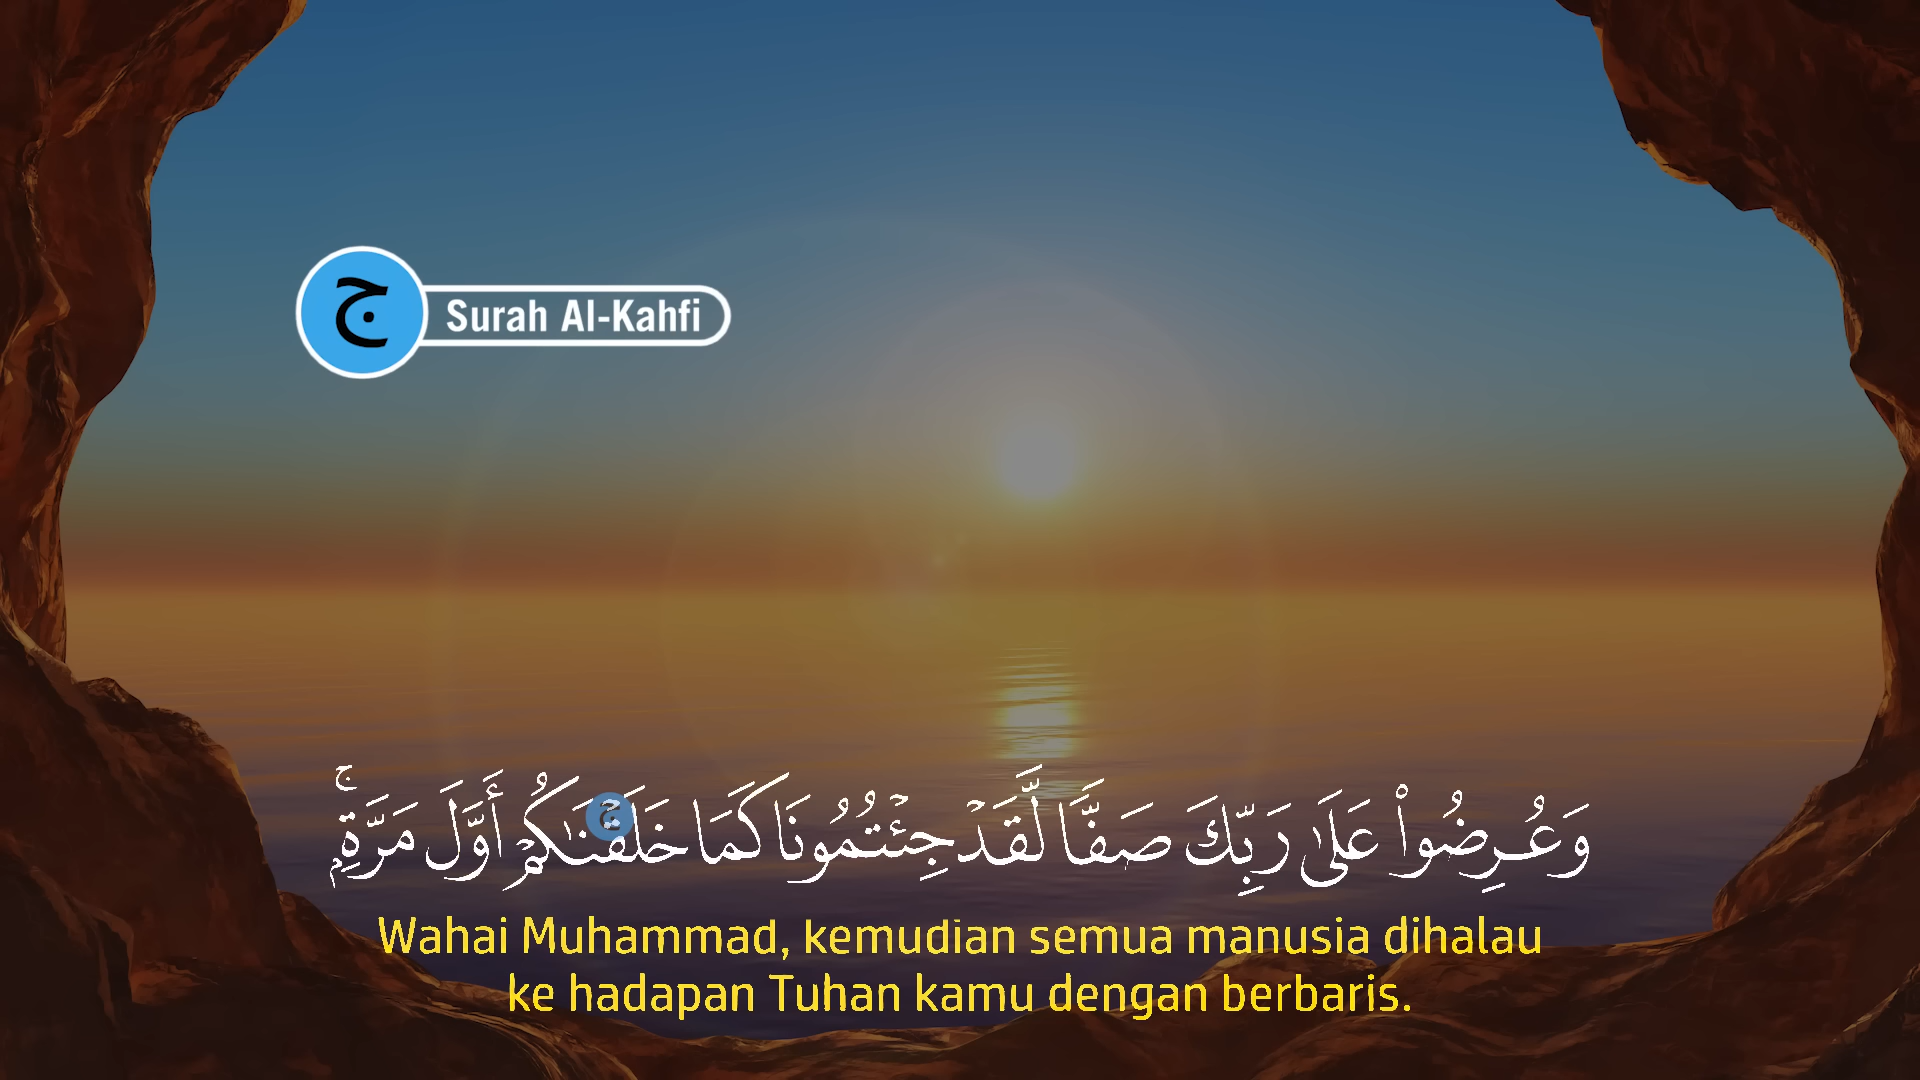 ج
Surah Al-Kahfi
وَعُرِضُوا۟ عَلَىٰ رَبِّكَ صَفًّا لَّقَدۡ جِئۡتُمُونَا كَمَا خَلَقۡنَـٰكُمۡ أَوَّلَ مَرَّةِۭۚ
Wahai Muhammad, kemudian semua manusia dihalau
ke hadapan Tuhan kamu dengan berbaris.